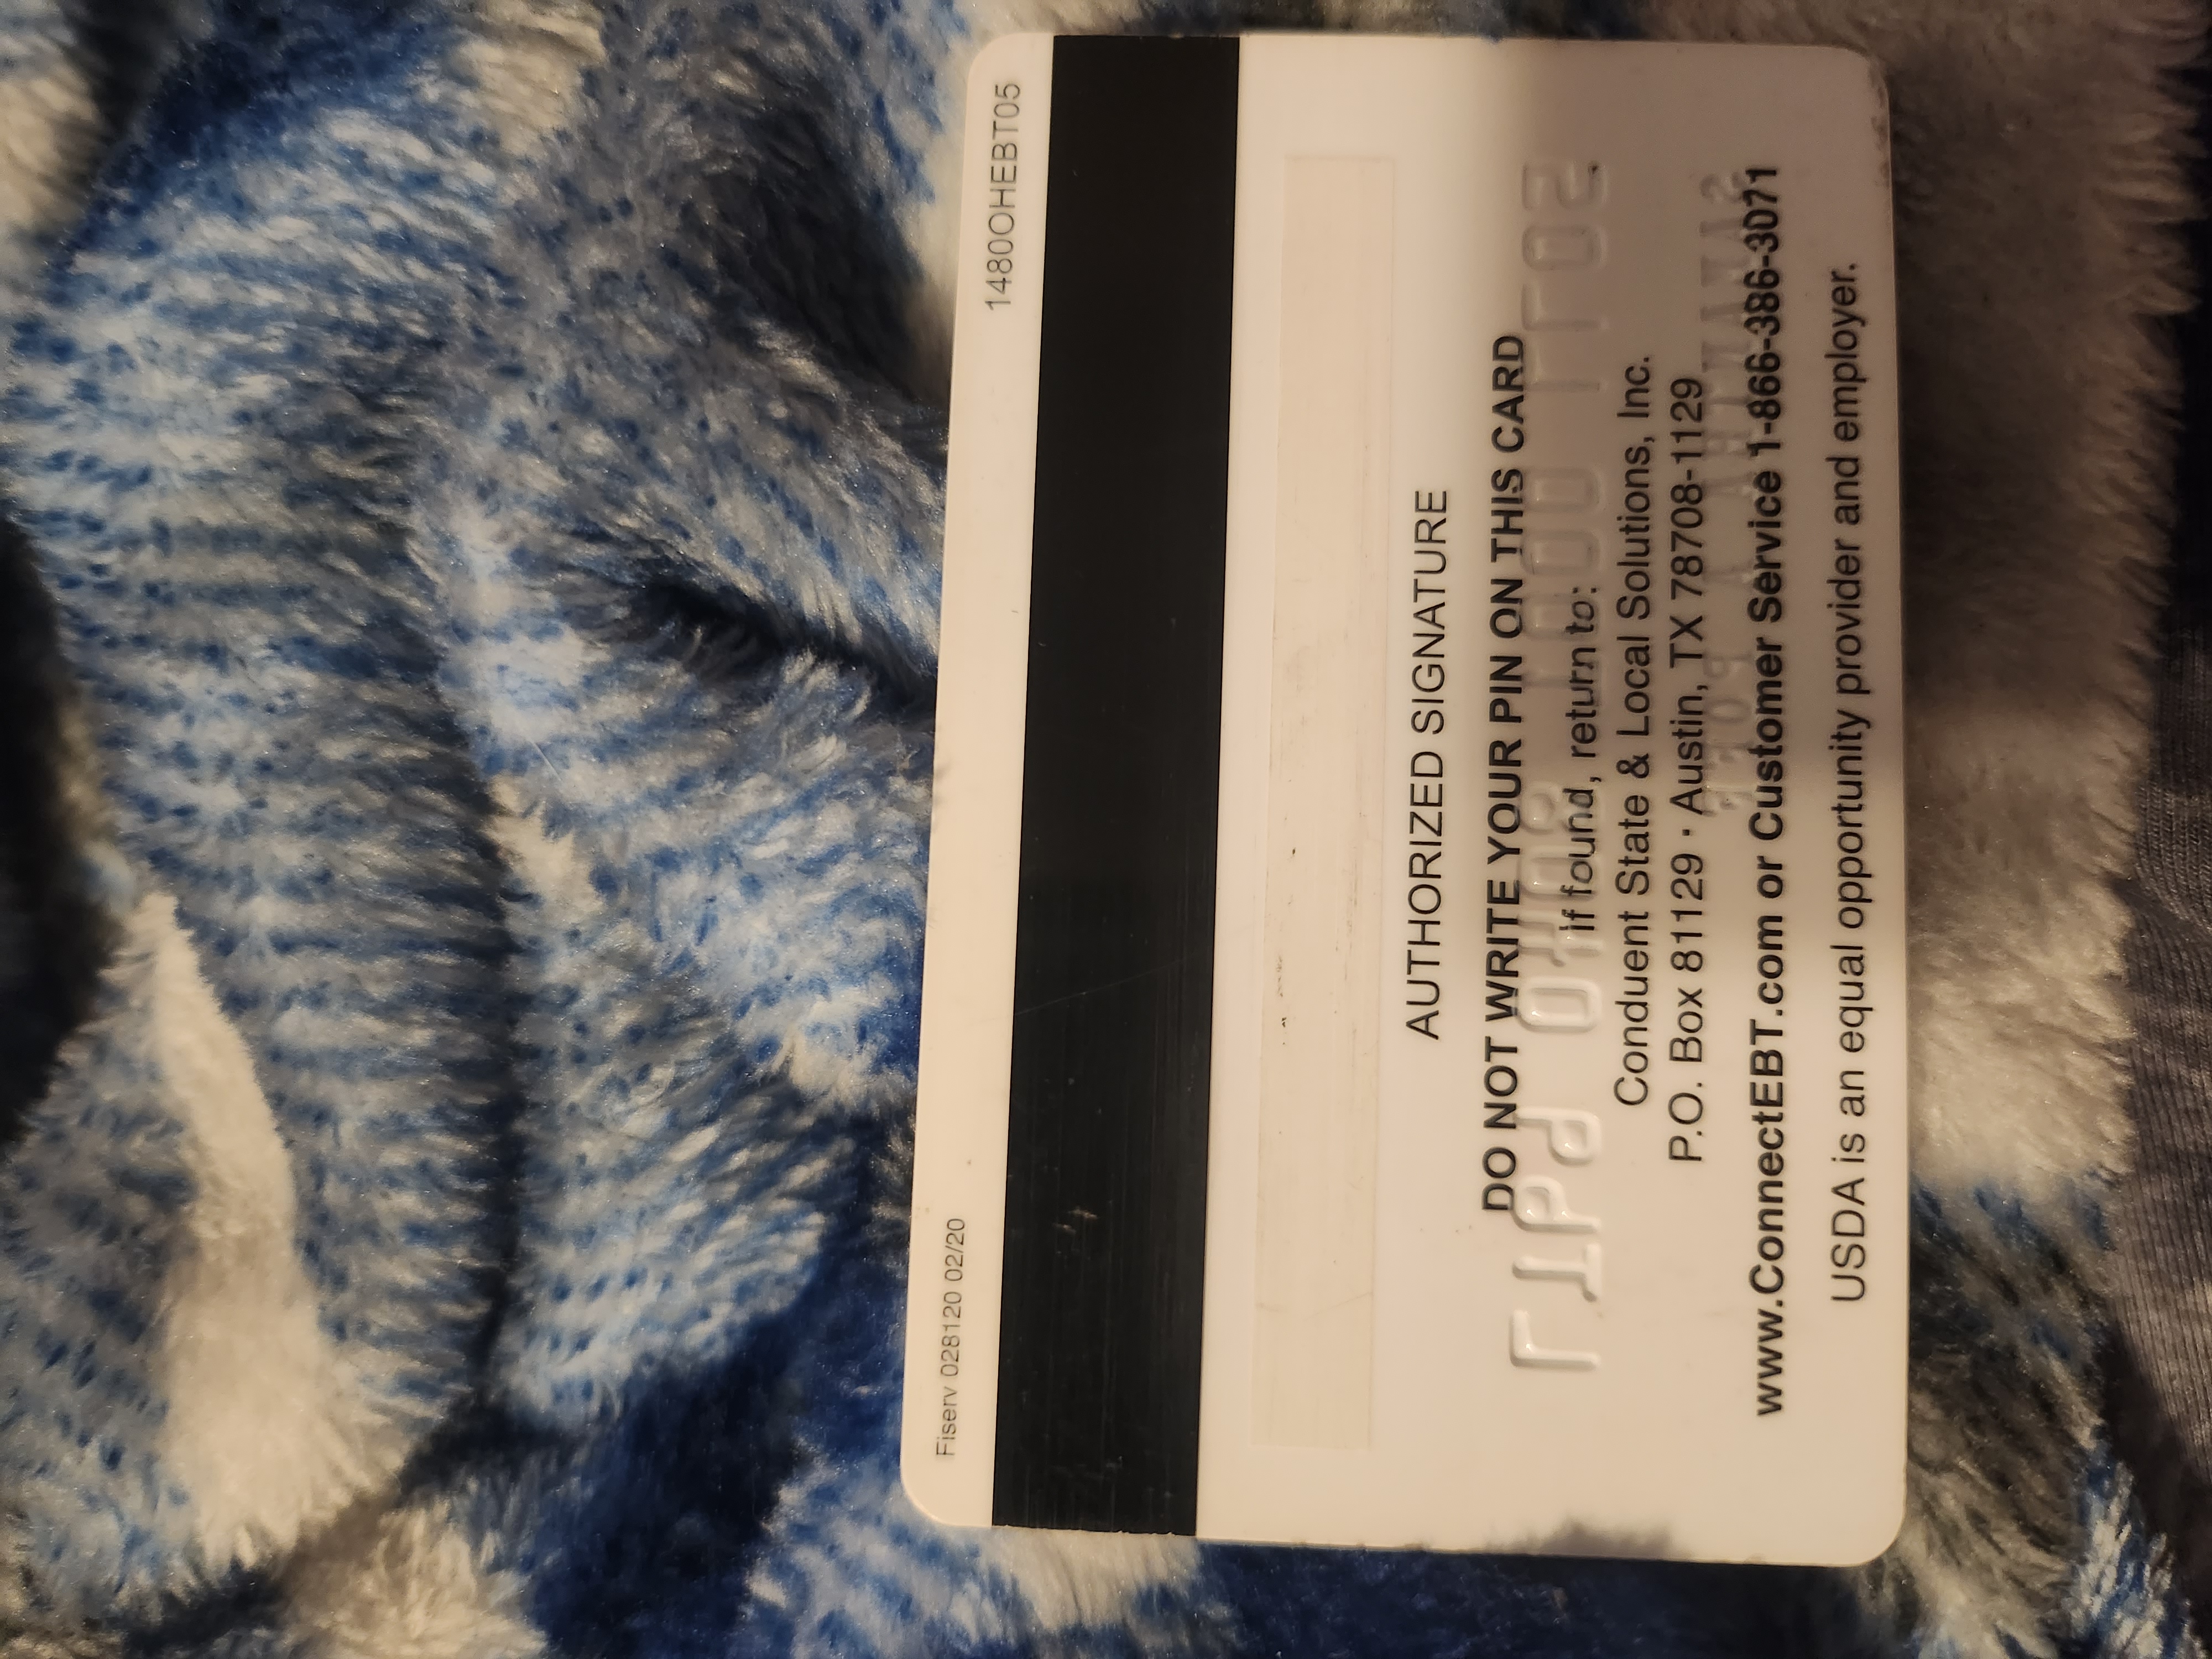 1480OHEBT05
Fiserv 028120 02/20
AUTHORIZED SIGNATURE
DO NOT WRITE YOUR PIN ON THIS CARD
If found, return to:
Conduent State & Local Solutions, Inc.
P.O. Box 81129 · Austin, TX 78708-1129
www.ConnectEBT.com or Customer Service 1-866-386-3071
USDA is an equal opportunity provider and employer.